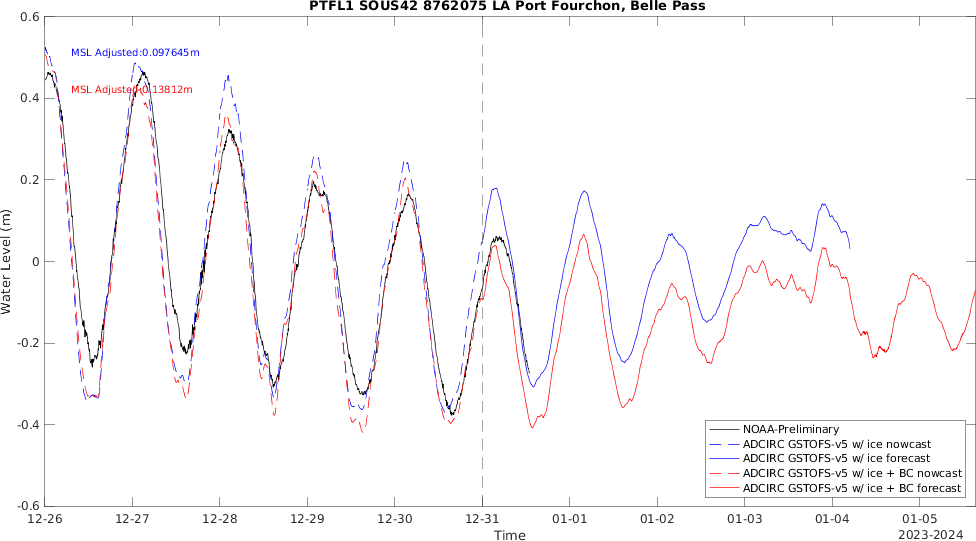 PTFL1 SOUS42 8762075 LA Port Fourchon, Belle Pass
MSL Adjusted:0.097645m
MSL Adjusted:0.13812m
Water Level (m)
0.6
0.4
0.2
0
-0.2
-0.4
-0.6
NOAA-Preliminary
ADCIRC GSTOFS-v5 w/ ice nowcast
ADCIRC GSTOFS-v5 w/ ice forecast
ADCIRC GSTOFS-v5 w/ ice + BC nowcast
ADCIRC GSTOFS-v5 w/ ice + BC forecast
12-26 12-27 12-28 12-29 12-30 12-31 01-01 01-02 01-03 01-04 01-05
Time
2023-2024